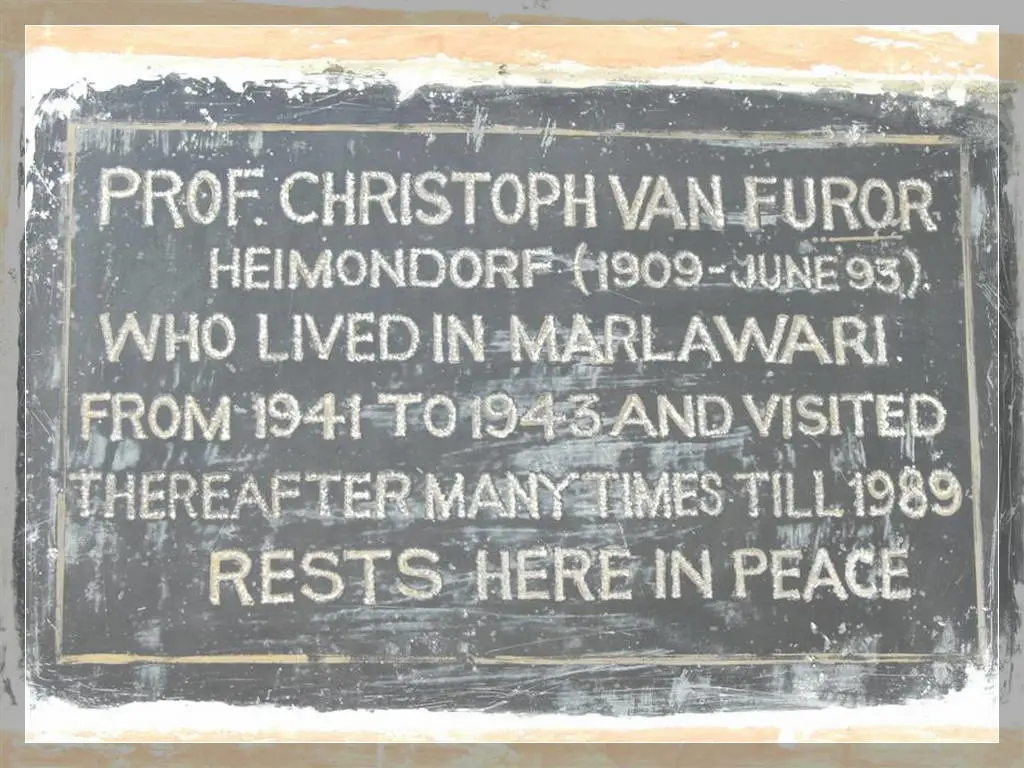 PROF. CHRISTOPH VAN FUROR
HEIMONDORF (1909-JUNE 93).
WHO LIVED IN MARLAWARI.
FROM 1941 TO 1943 AND VISITED
THEREAFTER MANY TIMES TILL 1989
RESTS HERE IN PEACE